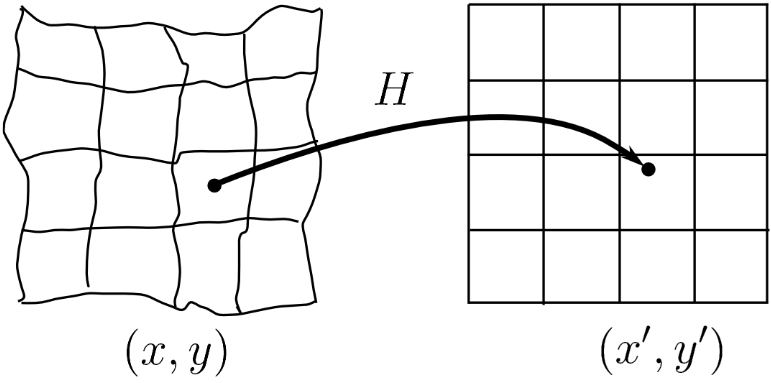 H
(x, y)
(x′, y′)